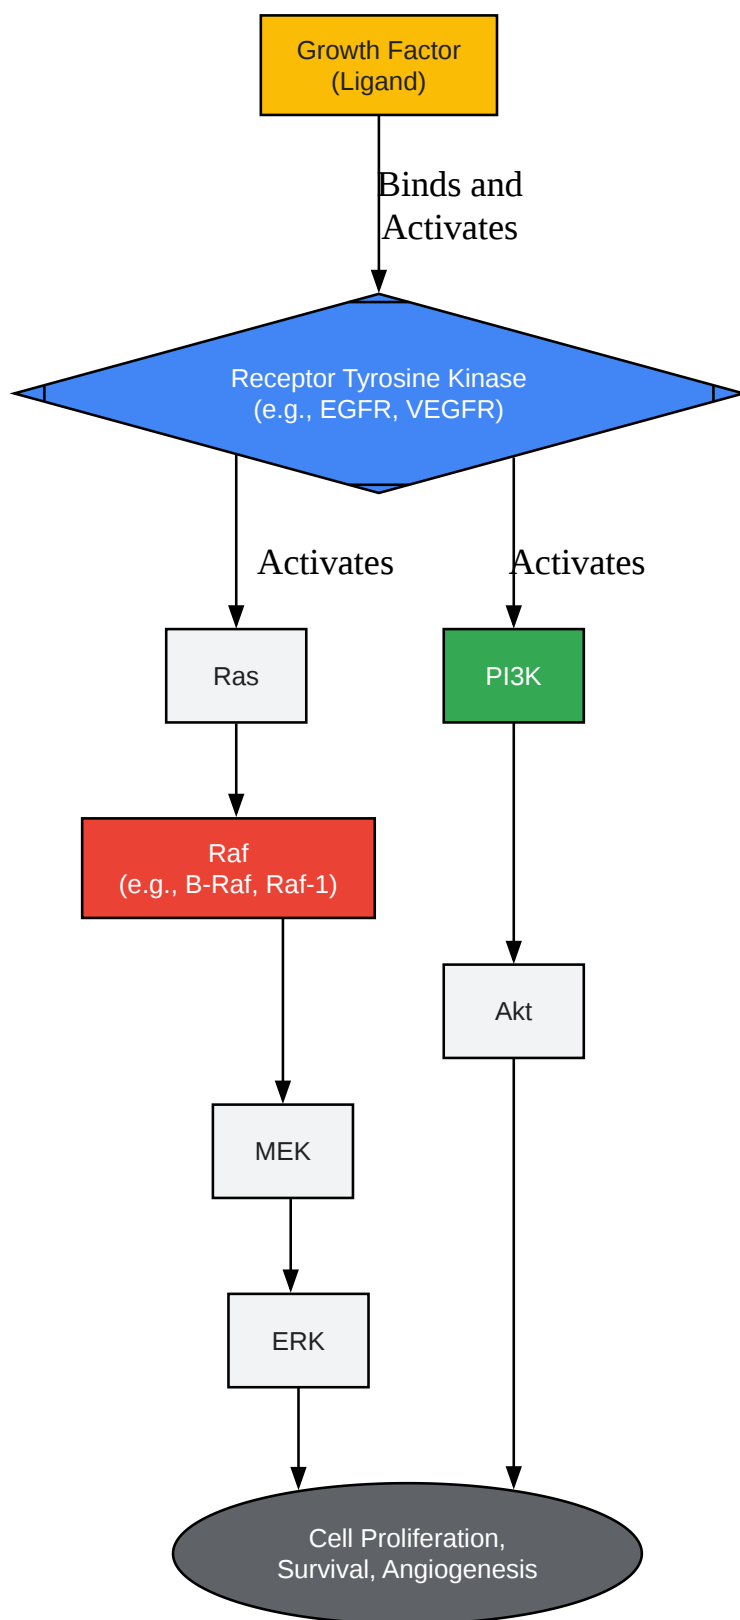 Growth Factor
(Ligand)
Binds and
Activates
Receptor Tyrosine Kinase
(e.g., EGFR, VEGFR)
Activates
Activates
Ras
PI3K
Raf
(e.g., B-Raf, Raf-1)
Akt
MEK
ERK
Cell Proliferation,
Survival, Angiogenesis